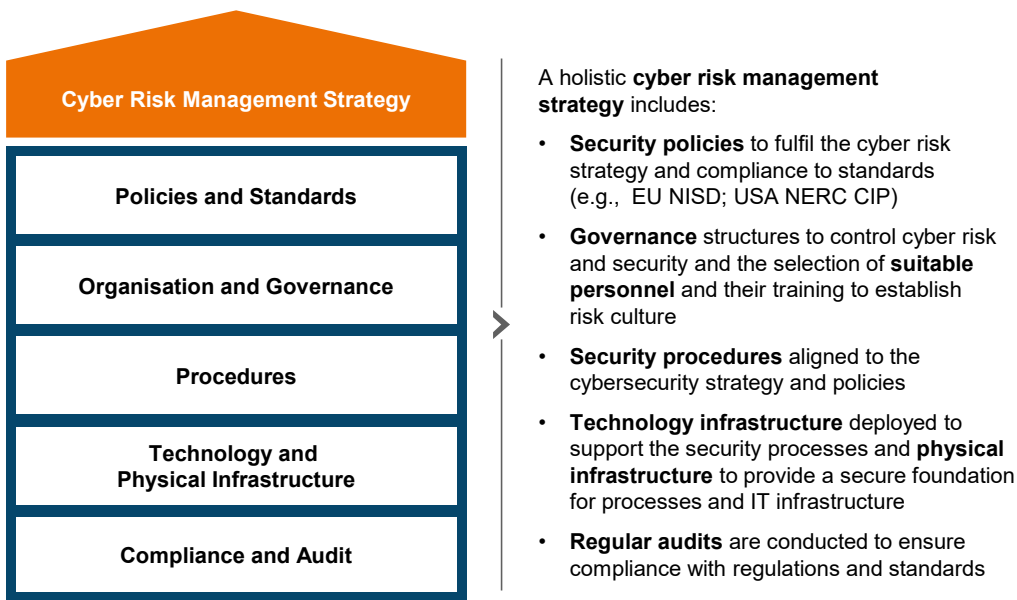 Cyber Risk Management Strategy
Policies and Standards
Organisation and Governance
Procedures
Technology and
Physical Infrastructure
Compliance and Audit
A holistic cyber risk management
strategy includes:
• Security policies to fulfil the cyber risk
strategy and compliance to standards
(e.g., EU NISD; USA NERC CIP)
• Governance structures to control cyber risk
and security and the selection of suitable
personnel and their training to establish
risk culture
• Security procedures aligned to the
cybersecurity strategy and policies
• Technology infrastructure deployed to
support the security processes and physical
infrastructure to provide a secure foundation
for processes and IT infrastructure
• Regular audits are conducted to ensure
compliance with regulations and standards